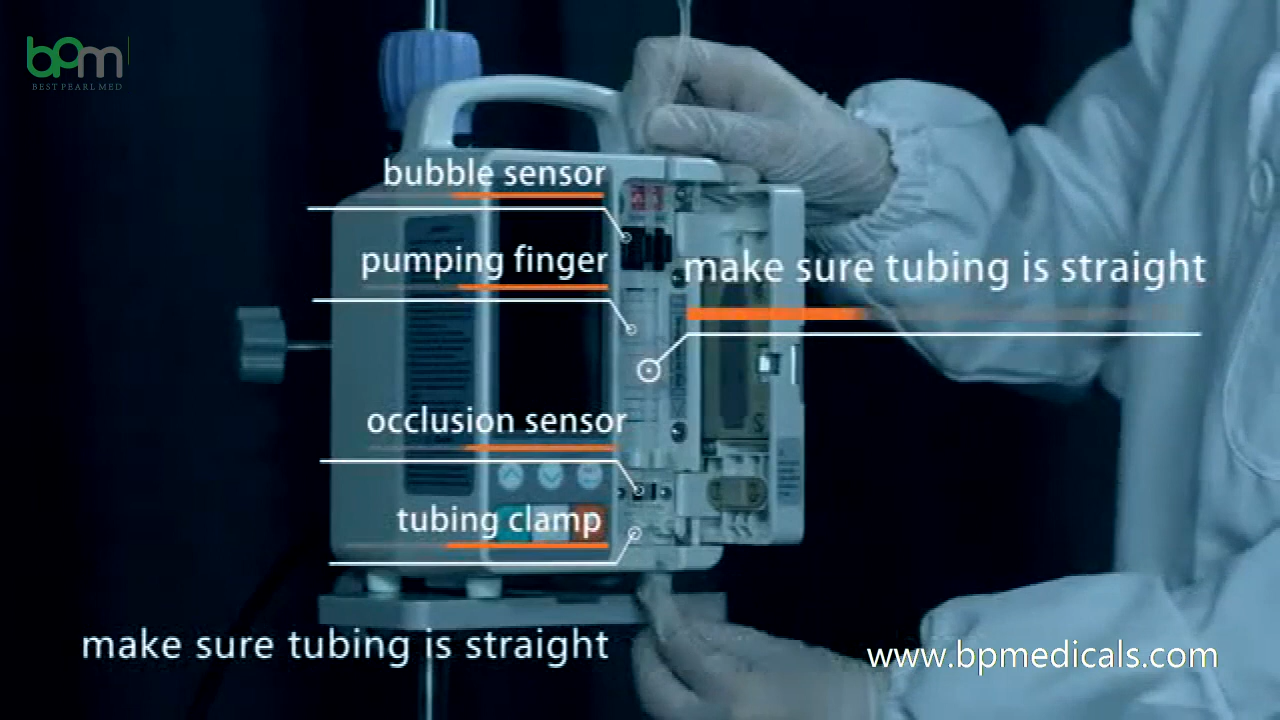 bpm
BEST PEARL MED
bubble sensor
pumping finger
make sure tubing is straight
occlusion sensor
tubing clamp
make sure tubing is straight
www.bpmedicals.com